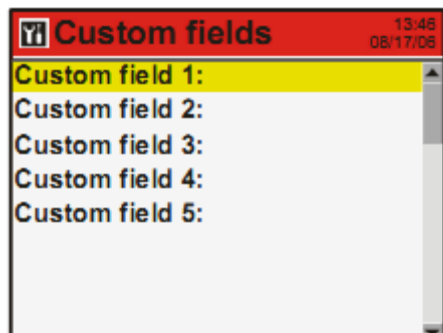 Yi Custom fields 13:46
08/17/06
Custom field 1:
Custom field 2:
Custom field 3:
Custom field 4:
Custom field 5: